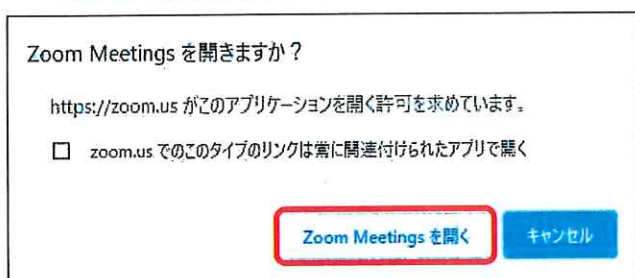 Zoom Meetings を開きますか？
https://zoom.us がこのアプリケーションを開く許可を求めています。
zoom.us でのこのタイプのリンクは常に関連付けられたアプリで開く
Zoom Meetings を開く
キャンセル